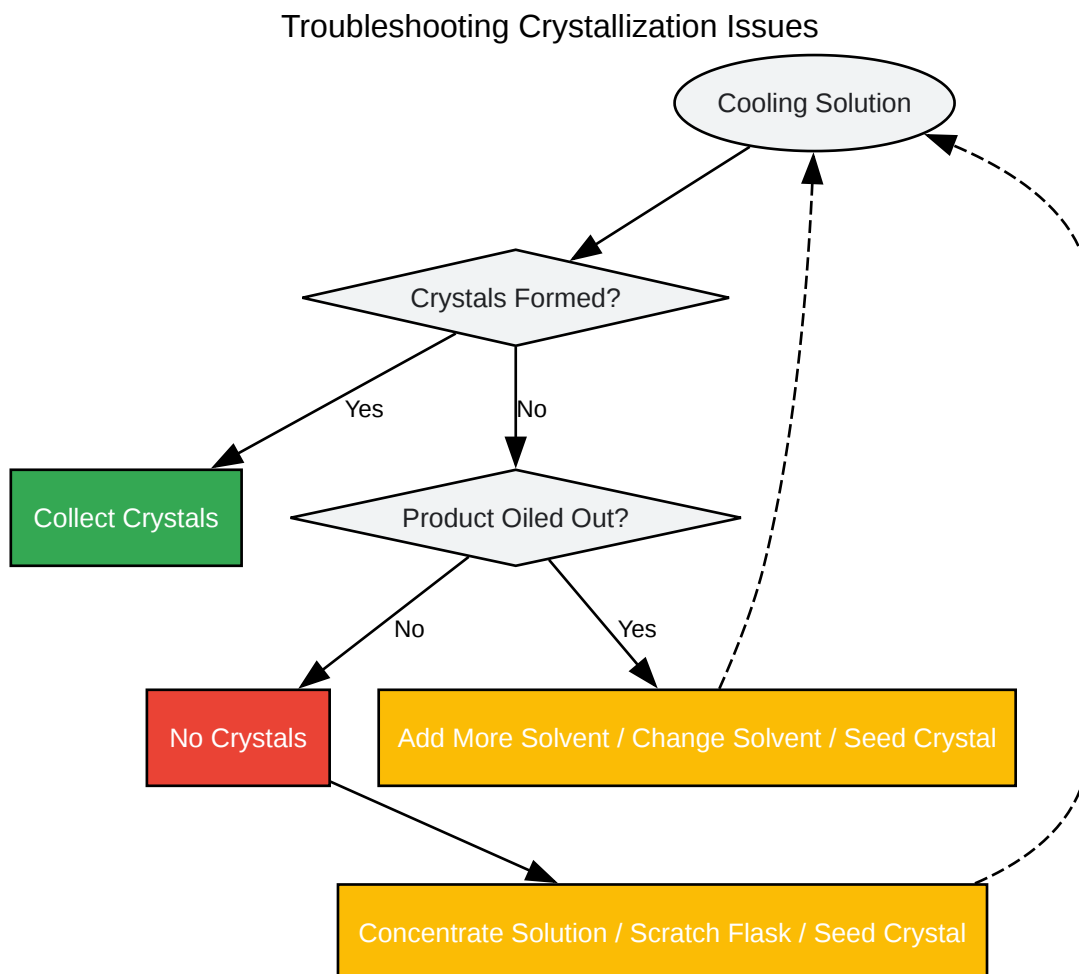 Troubleshooting Crystallization Issues
Cooling Solution
Crystals Formed?
Yes
No
Collect Crystals
Product Oiled Out?
No
Yes
No Crystals
Add More Solvent / Change Solvent / Seed Crystal
Concentrate Solution / Scratch Flask / Seed Crystal